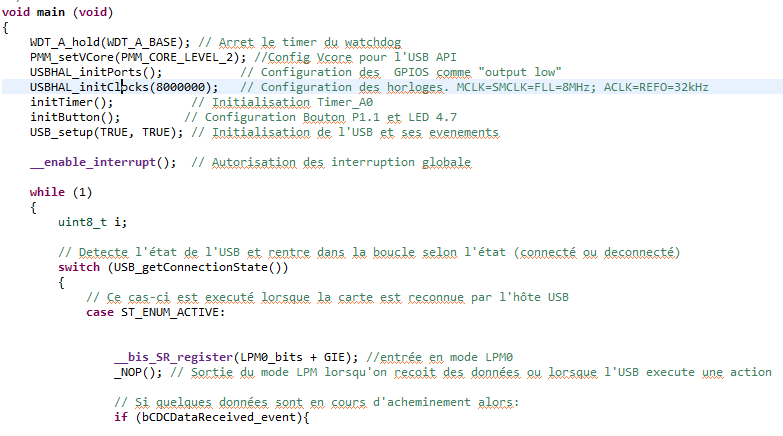 void main (void)
{
WDT_A_hold(WDT_A_BASE); // Arret le timer du watchdog
PMM_setVCore(PMM_CORE_LEVEL_2); //Config Vcore pour l'USB API
USBHAL_initPorts(); // Configuration des GPIOS comme "output low"
USBHAL_initClocks(8000000); // Configuration des horloges. MCLK=SMCLK=FLL=8MHz; ACLK=REFO=32kHz
initTimer(); // Initialisation Timer_A0
initButton(); // Configuration Bouton P1.1 et LED 4.7
USB_setup(TRUE, TRUE); // Initialisation de l'USB et ses evenements
__enable_interrupt(); // Autorisation des interruption globale
while (1)
{
uint8_t i;
// Detecte l'état de l'USB et rentre dans la boucle selon l'état (connecté ou deconnecté)
switch (USB_getConnectionState())
{
// Ce cas-ci est executé lorsque la carte est reconnue par l'hôte USB
case ST_ENUM_ACTIVE:
__bis_SR_register(LPM0_bits + GIE); //entrée en mode LPM0
_NOP(); // Sortie du mode LPM lorsqu'on recoit des données ou lorsque l'USB execute une action
// Si quelques données sont en cours d'acheminement alors:
if (bCDCDataReceived_event){